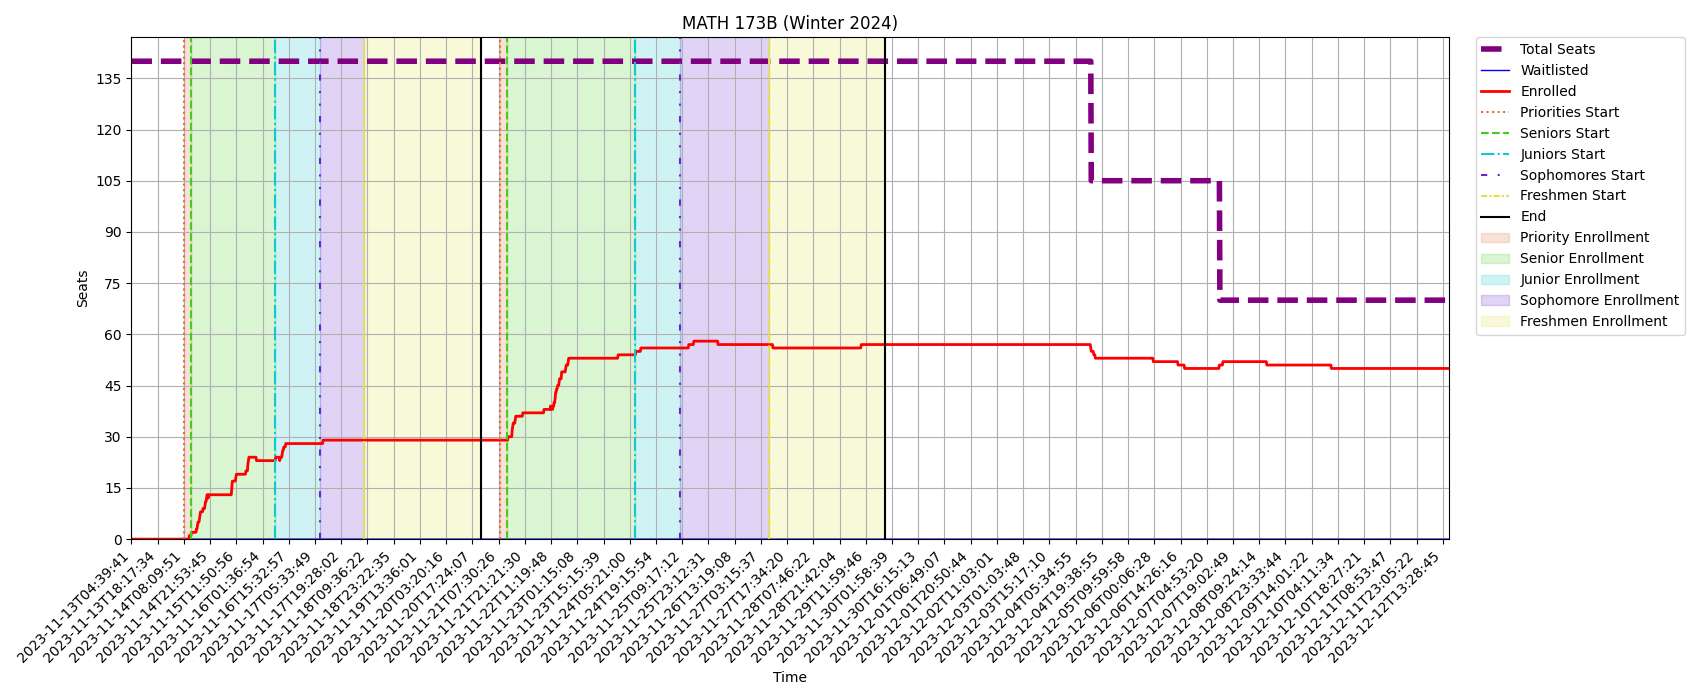 MATH 173B (Winter 2024)
Seats
135
120
105
90
75
60
45
30
15
0
2023-11-13T04:39:41
2023-11-13T18:17:34
2023-11-14T08:09:51
2023-11-14T21:53:45
2023-11-15T11:50:56
2023-11-16T01:36:54
2023-11-16T15:32:57
2023-11-17T05:33:49
2023-11-17T19:28:02
2023-11-18T09:36:22
2023-11-18T23:22:35
2023-11-19T13:36:01
2023-11-20T03:20:16
2023-11-20T17:24:07
2023-11-21T07:30:26
2023-11-21T21:21:30
2023-11-22T11:19:48
2023-11-23T01:15:08
2023-11-23T15:15:39
2023-11-24T05:21:00
2023-11-24T19:15:54
2023-11-25T09:17:12
2023-11-25T23:12:31
2023-11-26T13:19:08
2023-11-27T03:15:37
2023-11-27T17:34:20
2023-11-28T07:46:22
2023-11-28T21:42:04
2023-11-29T11:59:46
2023-11-30T01:58:39
2023-11-30T16:15:13
2023-12-01T06:49:07
2023-12-01T20:50:44
2023-12-02T11:03:01
2023-12-03T01:03:48
2023-12-03T15:17:10
2023-12-04T05:34:55
2023-12-04T19:38:55
2023-12-05T09:59:58
2023-12-06T00:06:28
2023-12-06T14:26:16
2023-12-07T04:53:20
2023-12-07T19:02:49
2023-12-08T09:24:14
2023-12-08T23:33:44
2023-12-09T14:01:22
2023-12-10T04:11:34
2023-12-10T18:27:21
2023-12-11T08:53:47
2023-12-11T23:05:22
2023-12-12T13:28:45
Time
Total Seats
Waitlisted
Enrolled
Priorities Start
Seniors Start
Juniors Start
Sophomores Start
Freshmen Start
End
Priority Enrollment
Senior Enrollment
Junior Enrollment
Sophomore Enrollment
Freshmen Enrollment